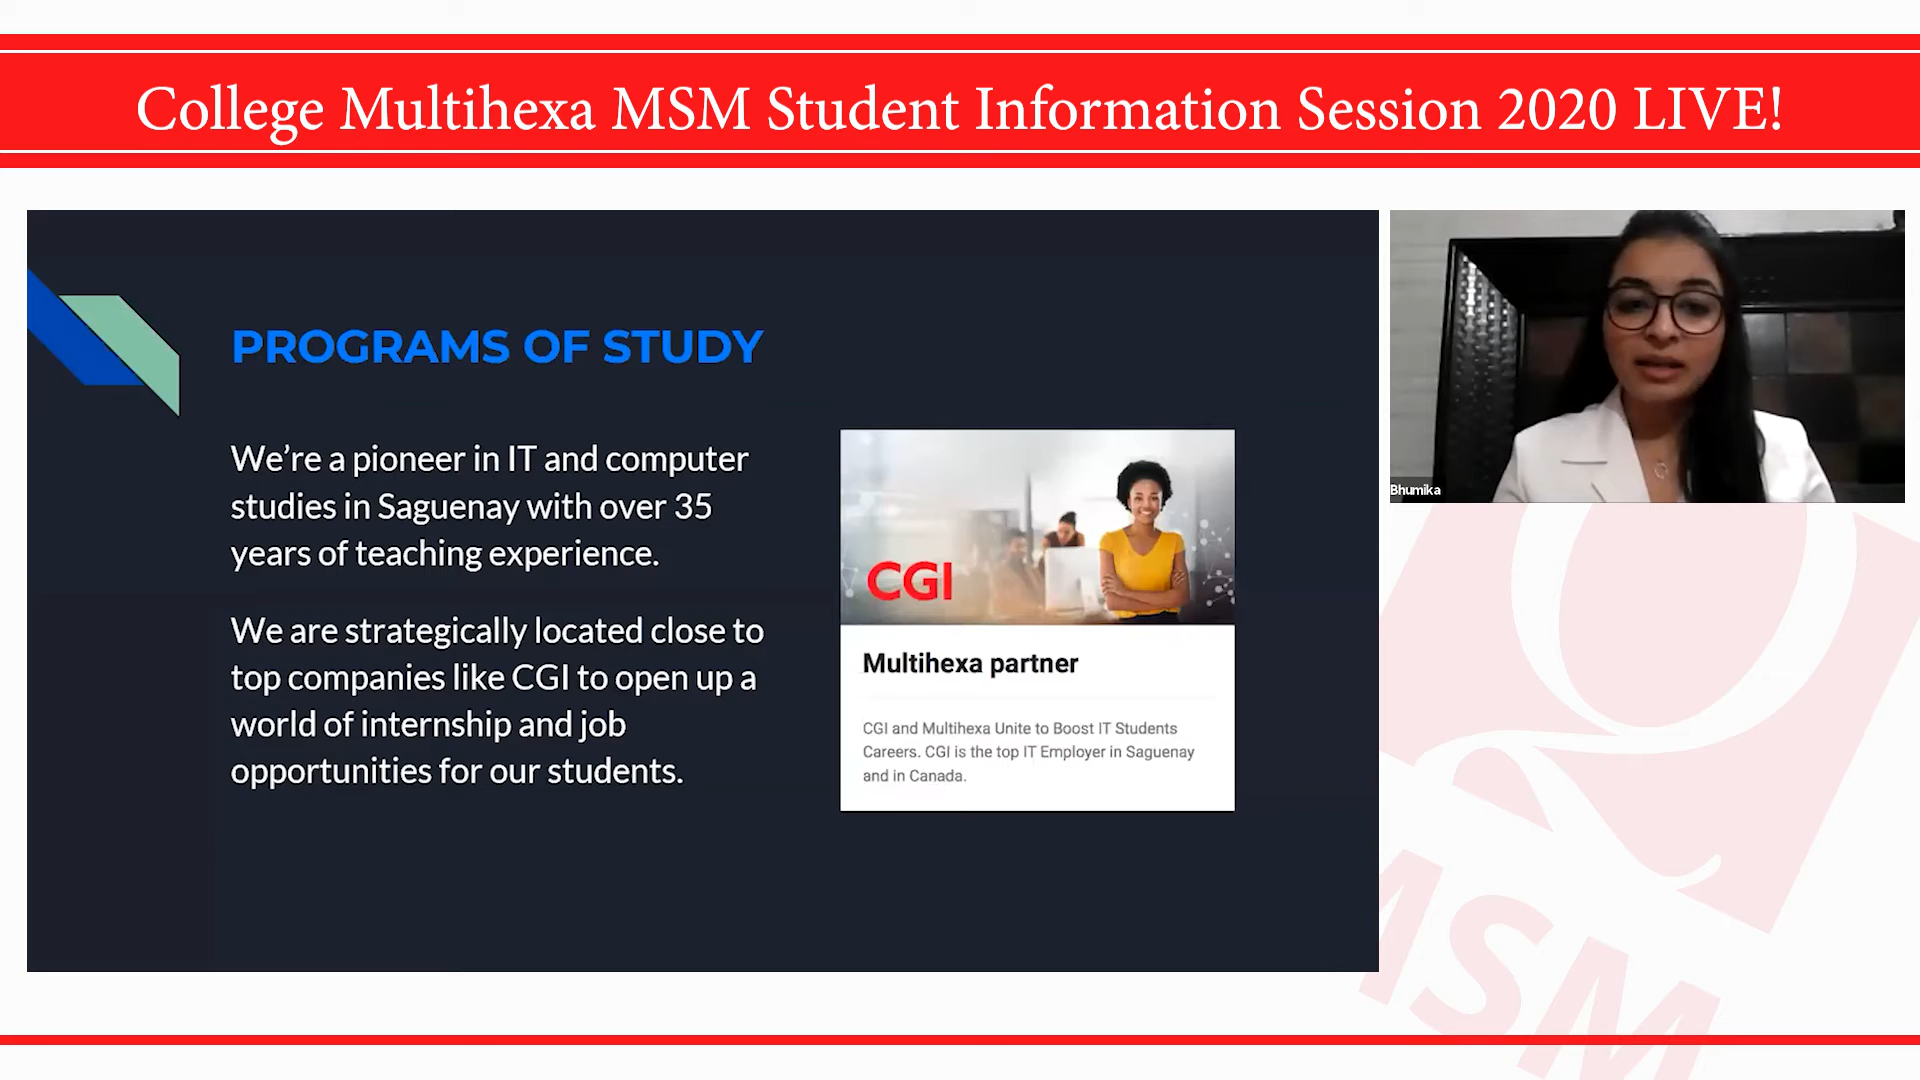 College Multihexa MSM Student Information Session 2020 LIVE!
PROGRAMS OF STUDY
We’re a pioneer in IT and computer
studies in Saguenay with over 35
years of teaching experience.
We are strategically located close to
top companies like CGI to open up a
world of internship and job
opportunities for our students.
CGI
Multihexa partner
CGI and Multihexa Unite to Boost IT Students
Careers. CGI is the top IT Employer in Saguenay
and in Canada.
Bhumika
MSM